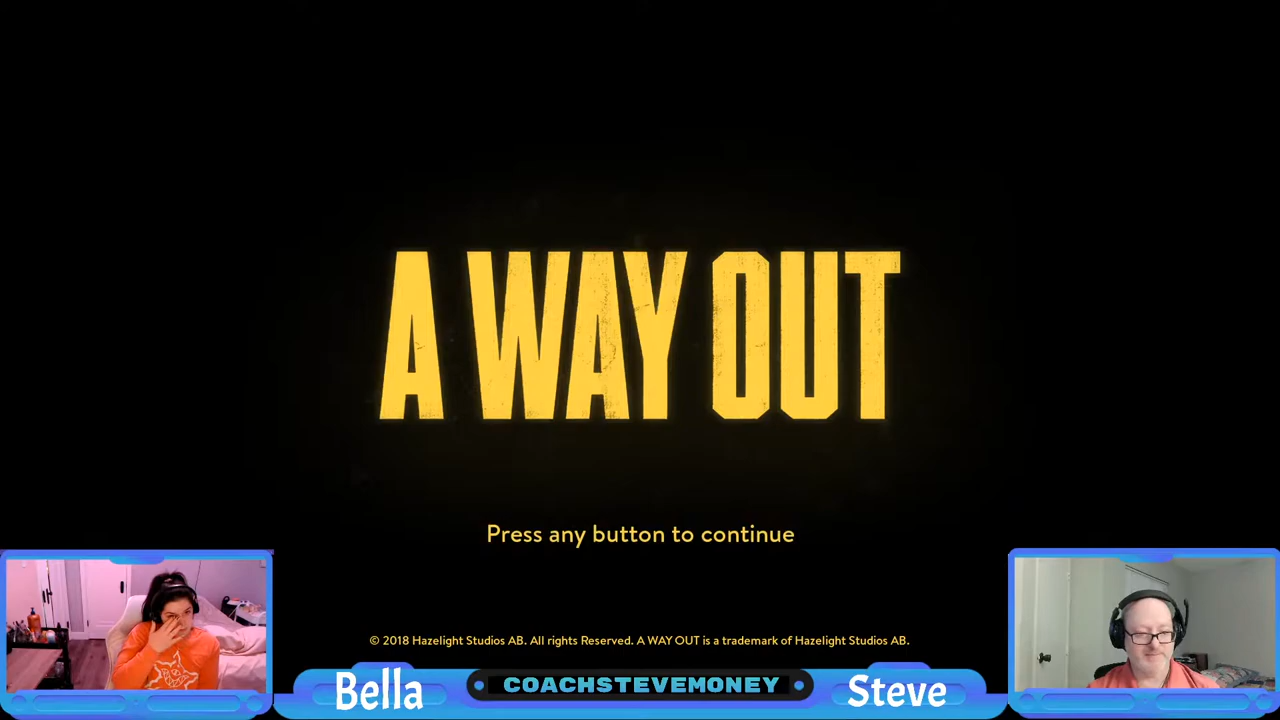 A WAY OUT
Press any button to continue
© 2018 Hazelight Studios AB. All rights Reserved. A WAY OUT is a trademark of Hazelight Studios AB.
Bella
COACHSTEVEMONEY
Steve